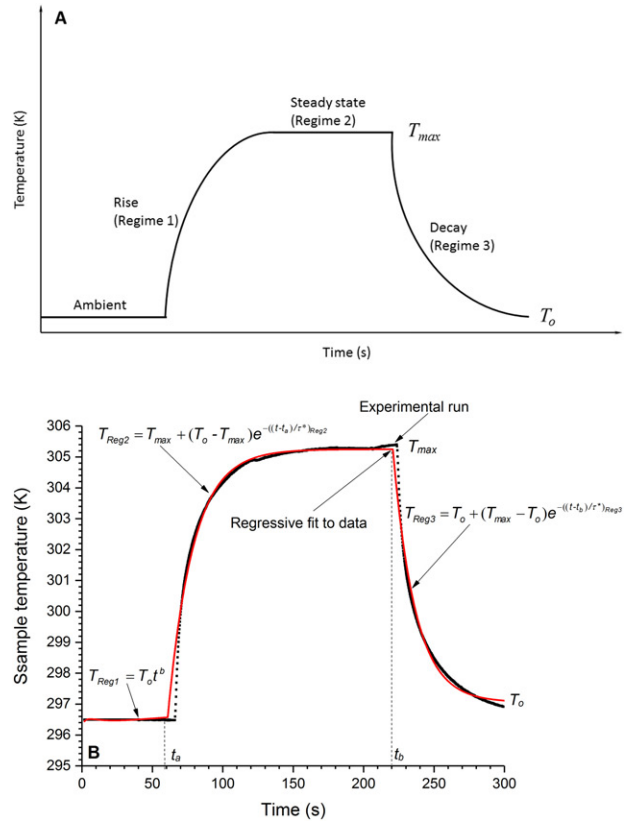 A
Temperature (K)
Steady state
(Regime 2)
T_max
Rise
(Regime 1)
Decay
(Regime 3)
Ambient
T_o
Time (s)
306
305
304
303
302
301
300
299
298
297
296
295
Ssample temperature (K)
T_Reg2 = T_max + (T_o - T_max)e^-((t-t_a)/τ*)_Reg2
Experimental run
T_max
Regressive fit to data
T_Reg3 = T_o + (T_max − T_o)e^-((t-t_b)/τ*)_Reg3
T_Reg1 = T_o t^b
T_o
B
t_a
t_b
0 50 100 150 200 250 300
Time (s)